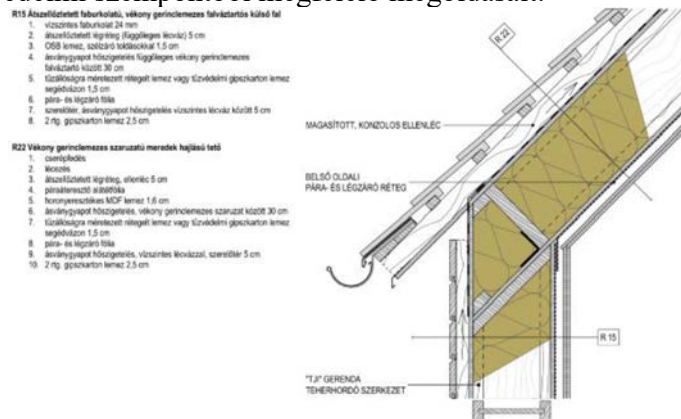 R15 Átszellőztetett faburkolatú, vékony gerinclemezes faIváztartós külső fal
1. vízszintes faburkolat 24 mm
2. átszellőztetett légréteg (függőleges lécváz) 5 cm
3. OSB lemez, szélzáró toldásokkal 1,5 cm
4. ásványgyapot hőszigetelés függőleges vékony gerinclemezes
falváztartó között 30 cm
5. tűzállóságra méretezett rétegelt lemez vagy tűzvédelmi gipszkarton lemez
segédvázon 1,5 cm
6. pára- és légzáró fólia
7. szerelőtér, ásványgyapot hőszigetelés vízszintes lécváz között 5 cm
8. 2 rtg. gipszkarton lemez 2,5 cm
R22 Vékony gerinclemezes szaruzatú meredek hajlású tető
1. cserépfedés
2. lécezés
3. átszellőztetett légréteg, ellenléc 5 cm
4. páraáteresztő alátétfólia
5. horonyeresztékes MDF lemez 1,6 cm
6. ásványgyapot hőszigetelés, vékony gerinclemezes szaruzat között 30 cm
7. tűzállóságra méretezett rétegelt lemez vagy tűzvédelmi gipszkarton lemez
segédvázon 1,5 cm
8. pára- és légzáró fólia
9. ásványgyapot hőszigetelés, vízszintes lécvázzal, szerelőtér 5 cm
10. 2 rtg. gipszkarton lemez 2,5 cm
R 22
MAGASÍTOTT, KONZOLOS ELLENLÉC
BELSŐ OLDALI
PÁRA- ÉS LÉGZÁRÓ RÉTEG
R 15
"TJI" GERENDA
TEHERHORDÓ SZERKEZET